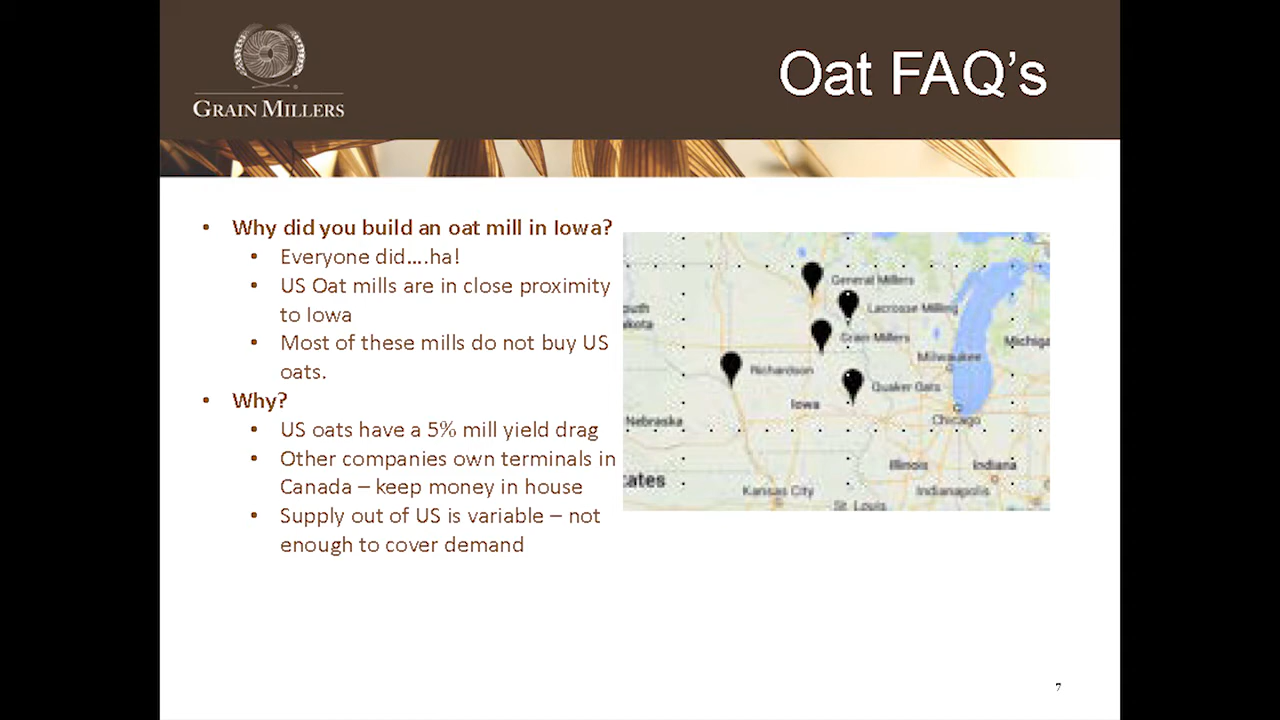 GRAIN MILLERS
Oat FAQ's
• Why did you build an oat mill in Iowa?
• Everyone did....ha!
• US Oat mills are in close proximity
to Iowa
• Most of these mills do not buy US
oats.
• Why?
• US oats have a 5% mill yield drag
• Other companies own terminals in
Canada – keep money in house
• Supply out of US is variable – not
enough to cover demand
General Millers
Lacrosse Milling
outh
akota
Grain Millers
Michiga
Milwaukee
Richardson
Quaker Oats
Iowa
Nebraska
Chicago
Illinois
Indiana
ates
Kansas City
Indianapolis
St. Louis
7